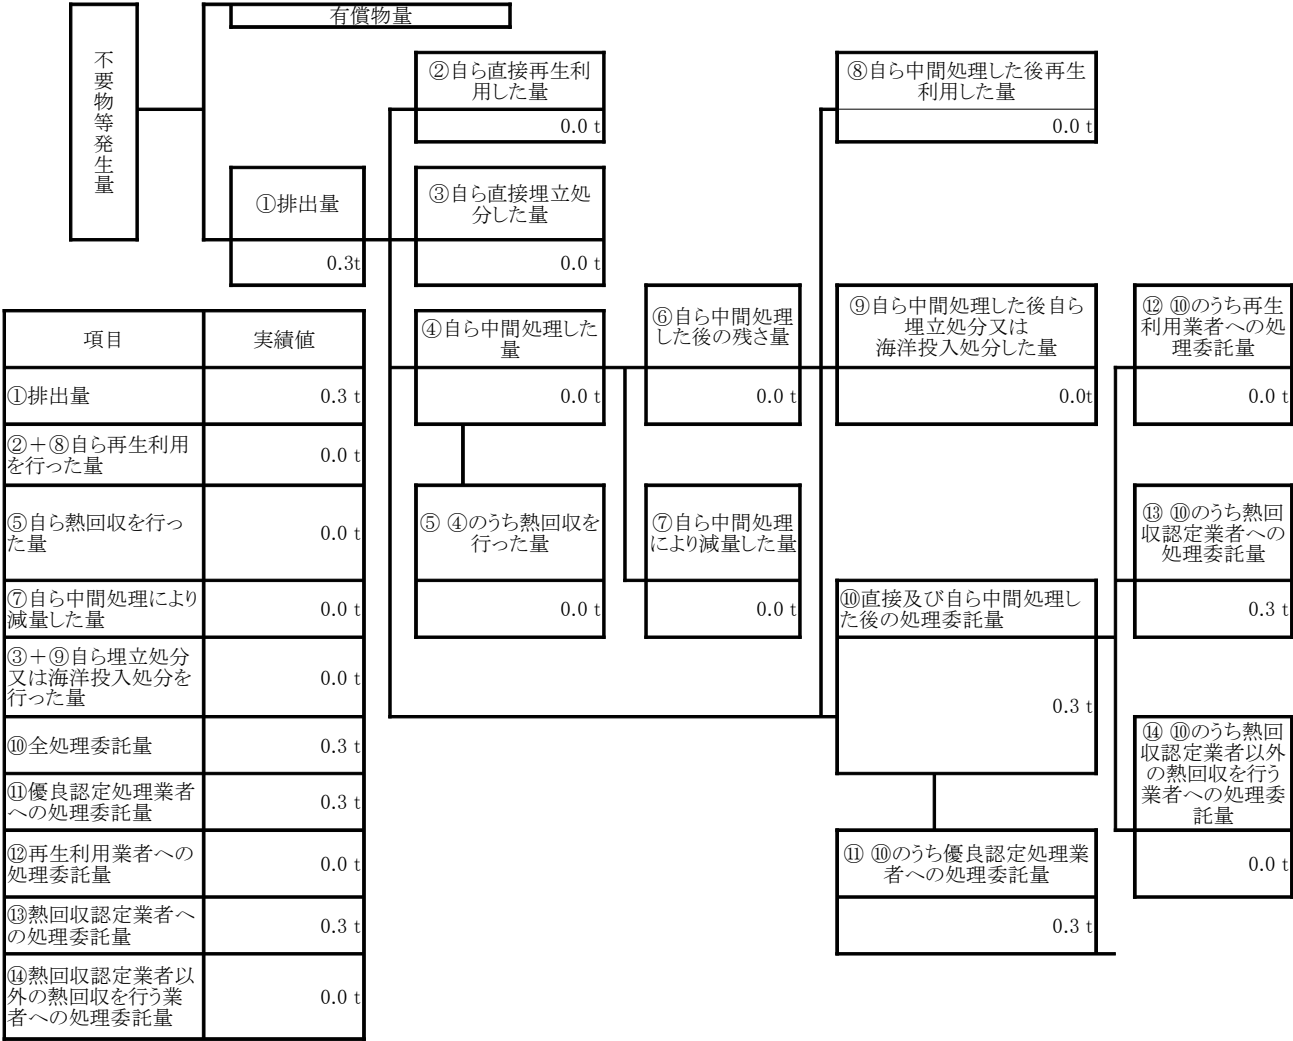 有償物量
不要物等発生量
②自ら直接再生利
用した量
0.0 t
⑧自ら中間処理した後再生
利用した量
0.0 t
①排出量
0.3t
③自ら直接埋立処
分した量
0.0 t
④自ら中間処理した
量
0.0 t
⑥自ら中間処理
した後の残さ量
0.0 t
⑨自ら中間処理した後自ら
埋立処分又は
海洋投入処分した量
0.0t
⑫ ⑩のうち再生
利用業者への処
理委託量
0.0 t
⑤ ④のうち熱回収を
行った量
0.0 t
⑦自ら中間処理
により減量した量
0.0 t
⑩直接及び自ら中間処理し
た後の処理委託量
0.3 t
⑬ ⑩のうち熱回
収認定業者への
処理委託量
0.3 t
⑭ ⑩のうち熱回
収認定業者以外
の熱回収を行う
業者への処理委
託量
0.0 t
⑪ ⑩のうち優良認定処理業
者への処理委託量
0.3 t
項目 実績値
①排出量 0.3 t
②+⑧自ら再生利用
を行った量 0.0 t
⑤自ら熱回収を行っ
た量 0.0 t
⑦自ら中間処理により
減量した量 0.0 t
③+⑨自ら埋立処分
又は海洋投入処分を
行った量 0.0 t
⑩全処理委託量 0.3 t
⑪優良認定処理業者
への処理委託量 0.3 t
⑫再生利用業者への
処理委託量 0.0 t
⑬熱回収認定業者へ
の処理委託量 0.3 t
⑭熱回収認定業者以
外の熱回収を行う業
者への処理委託量 0.0 t